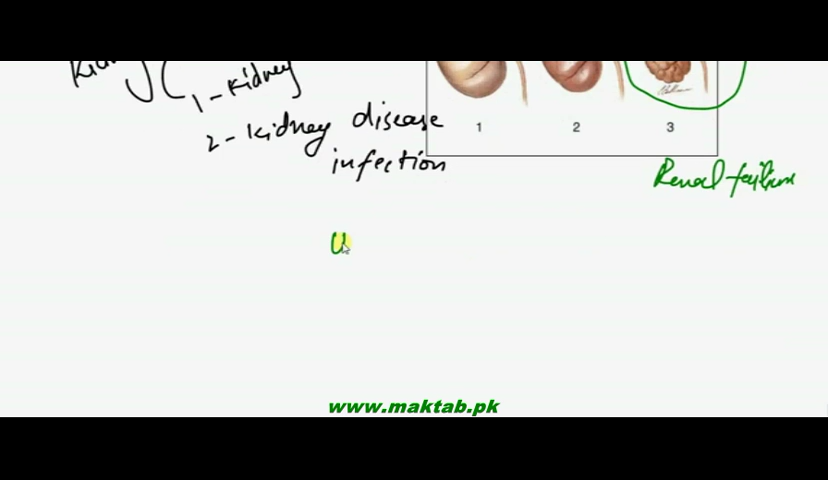 1 - Kidney
2 - Kidney disease
infection
1 2 3
Renal failure
U
www.maktab.pk